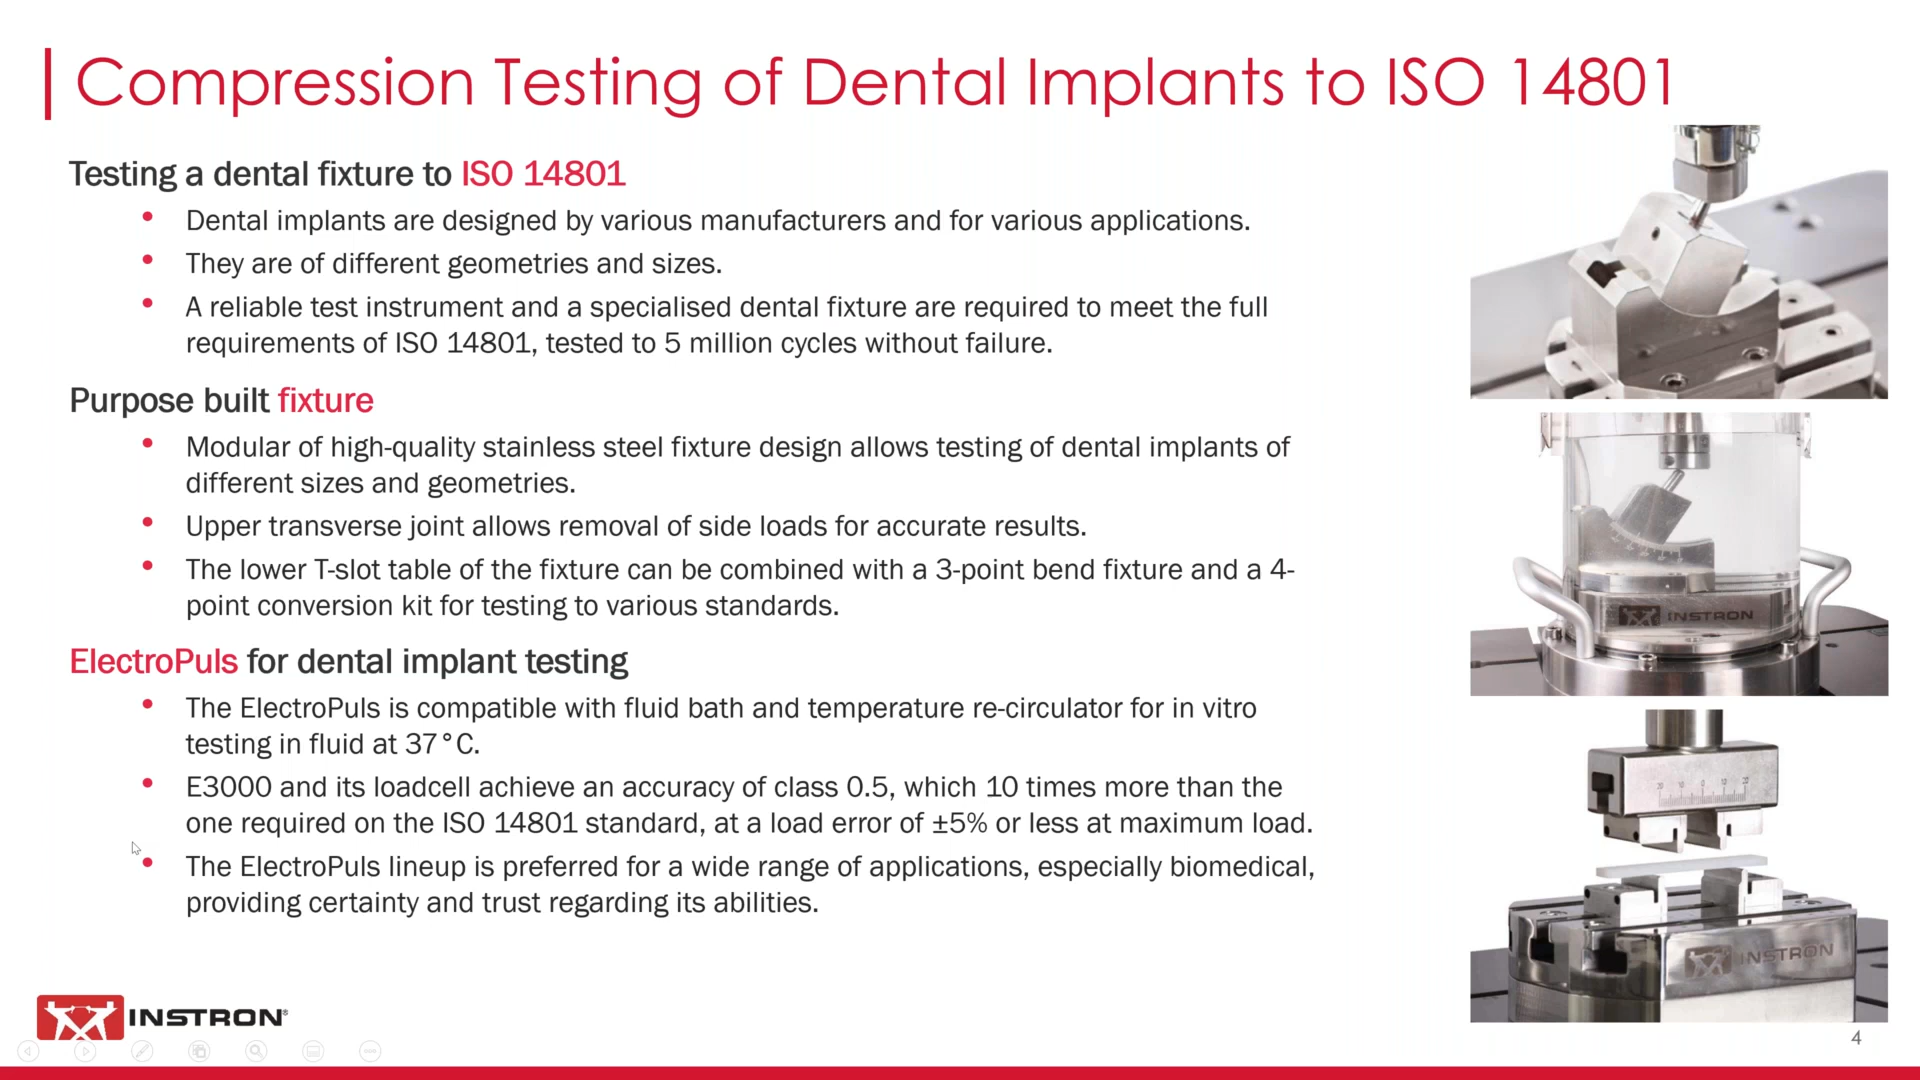 Compression Testing of Dental Implants to ISO 14801
Testing a dental fixture to ISO 14801
• Dental implants are designed by various manufacturers and for various applications.
• They are of different geometries and sizes.
• A reliable test instrument and a specialised dental fixture are required to meet the full
requirements of ISO 14801, tested to 5 million cycles without failure.
Purpose built fixture
• Modular of high-quality stainless steel fixture design allows testing of dental implants of
different sizes and geometries.
• Upper transverse joint allows removal of side loads for accurate results.
• The lower T-slot table of the fixture can be combined with a 3-point bend fixture and a 4-
point conversion kit for testing to various standards.
ElectroPuls for dental implant testing
• The ElectroPuls is compatible with fluid bath and temperature re-circulator for in vitro
testing in fluid at 37°C.
• E3000 and its loadcell achieve an accuracy of class 0.5, which 10 times more than the
one required on the ISO 14801 standard, at a load error of ±5% or less at maximum load.
• The ElectroPuls lineup is preferred for a wide range of applications, especially biomedical,
providing certainty and trust regarding its abilities.
INSTRON
INSTRON
INSTRON®
4